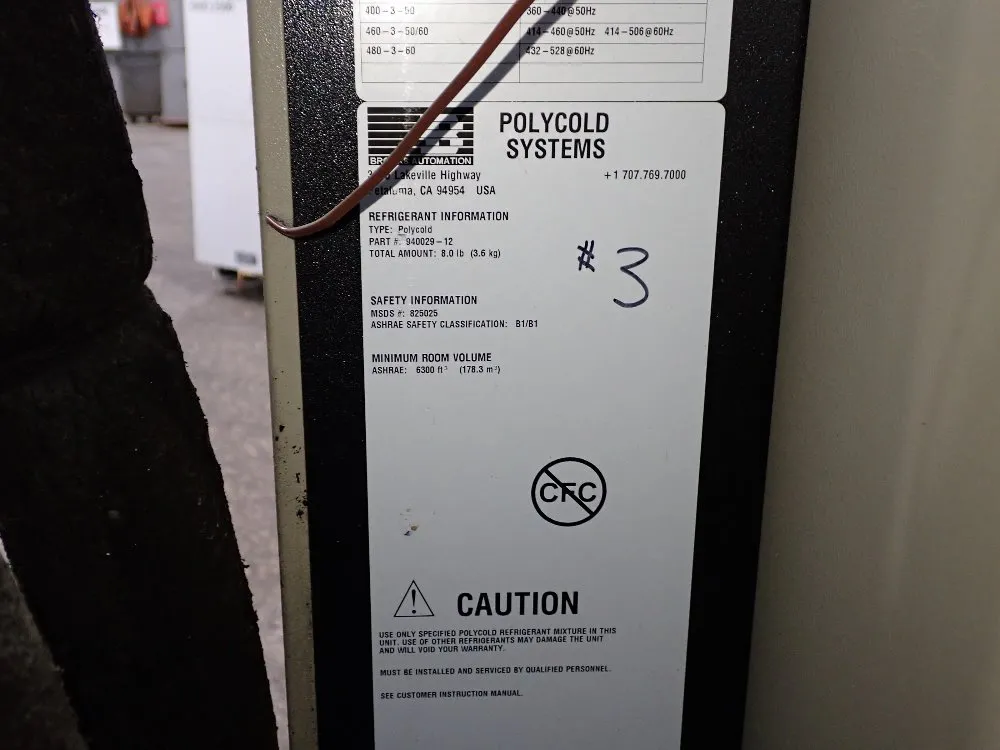 400-3-50 360-440@50Hz
460-3-50/60 414-460@50Hz 414-506@60Hz
480-3-60 432-528@60Hz
POLYCOLD
SYSTEMS
AUTOMATION
Lakeville Highway +1 707.769.7000
CA 94954 USA
REFRIGERANT INFORMATION
TYPE: Polycold
PART #: 940029-12
TOTAL AMOUNT: 8.0 lb (3.6 kg)
# 3
SAFETY INFORMATION
MSDS #: 825025
ASHRAE SAFETY CLASSIFICATION: B1/B1
MINIMUM ROOM VOLUME
ASHRAE: 6300 ft³ (178.3 m³)
CFC
CAUTION
USE ONLY SPECIFIED POLYCOLD REFRIGERANT MIXTURE IN THIS
UNIT. USE OF OTHER REFRIGERANTS MAY DAMAGE THE UNIT
AND WILL VOID YOUR WARRANTY.
MUST BE INSTALLED AND SERVICED BY QUALIFIED PERSONNEL.
SEE CUSTOMER INSTRUCTION MANUAL.